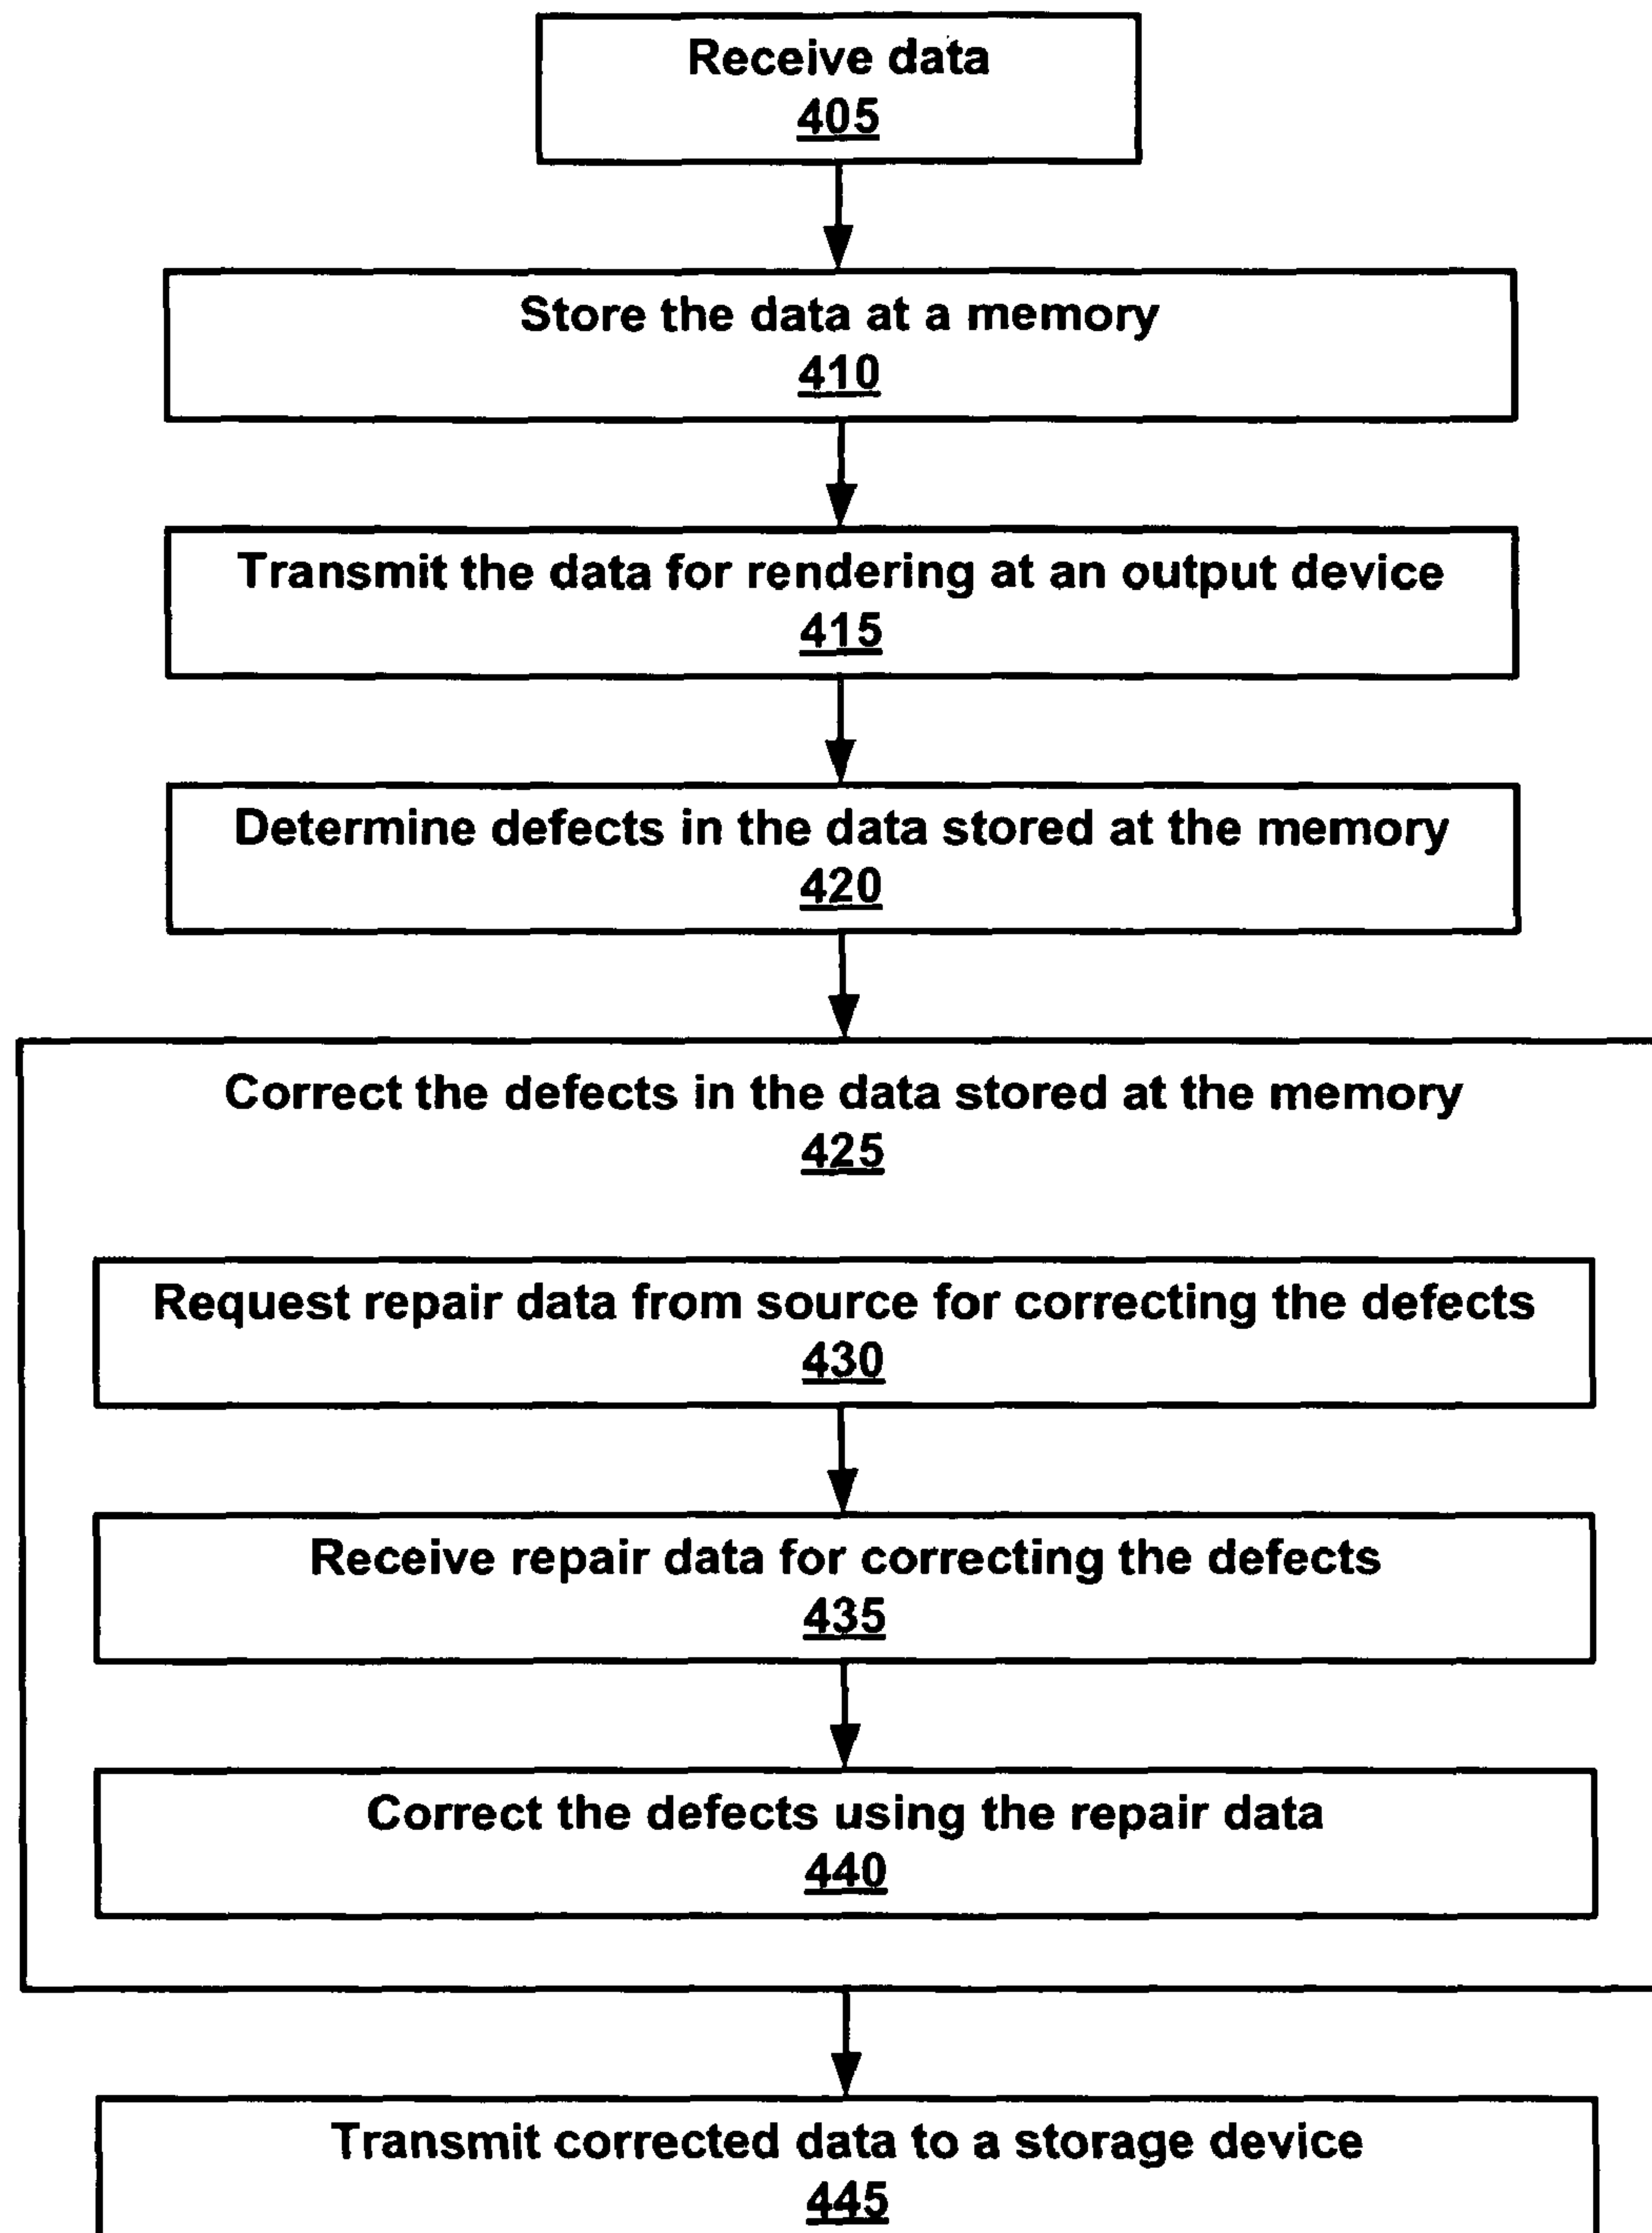 Receive data
405
Store the data at a memory
410
Transmit the data for rendering at an output device
415
Determine defects in the data stored at the memory
420
Correct the defects in the data stored at the memory
425
Request repair data from source for correcting the defects
430
Receive repair data for correcting the defects
435
Correct the defects using the repair data
440
Transmit corrected data to a storage device
445